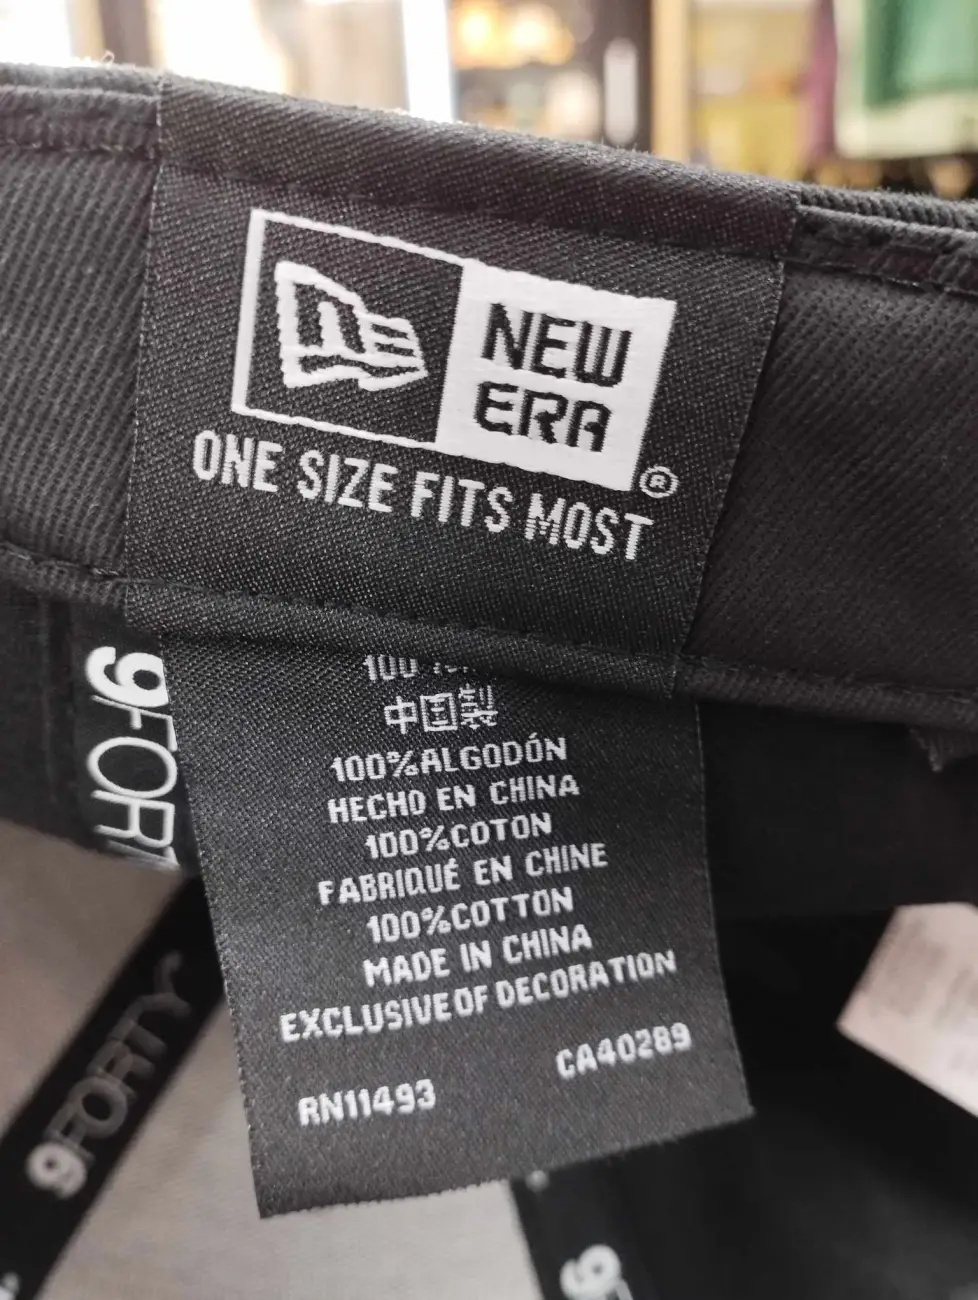 NEW
ERA
®
ONE SIZE FITS MOST
中国製
100%ALGODÓN
HECHO EN CHINA
100%COTON
FABRIQUÉ EN CHINE
100%COTTON
MADE IN CHINA
EXCLUSIVE OF DECORATION
RN11493 CA40289
9FORTY
9FORTY